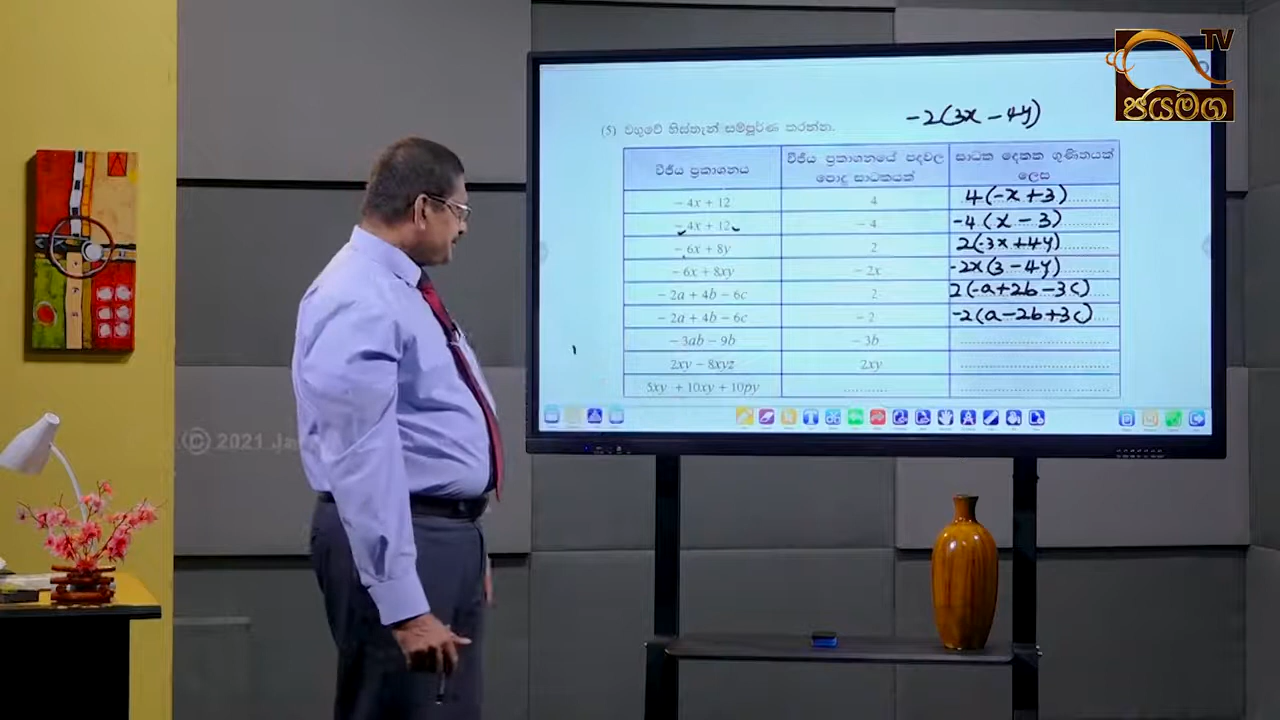 TV
ජයමග
-2(3x - 4y)
(5) වගුවේ හිස්තැන් සම්පූර්ණ කරන්න.
වීජීය ප්‍රකාශනය | වීජීය ප්‍රකාශනයේ පදවල පොදු සාධකයක් | සාධක දෙකක ගුණිතයක් ලෙස
- 4x + 12 | 4 | 4(-x + 3)
- 4x + 12 | - 4 | -4(x - 3)
- 6x + 8y | 2 | 2(-3x + 4y)
- 6x + 8xy | - 2x | -2x(3 - 4y)
- 2a + 4b - 6c | 2 | 2(-a + 2b - 3c)
- 2a + 4b - 6c | - 2 | -2(a - 2b + 3c)
- 3ab - 9b | - 3b | ..........
2xy - 8xyz | 2xy | ..........
5xy + 10xy + 10py | .......... | ..........
© 2021